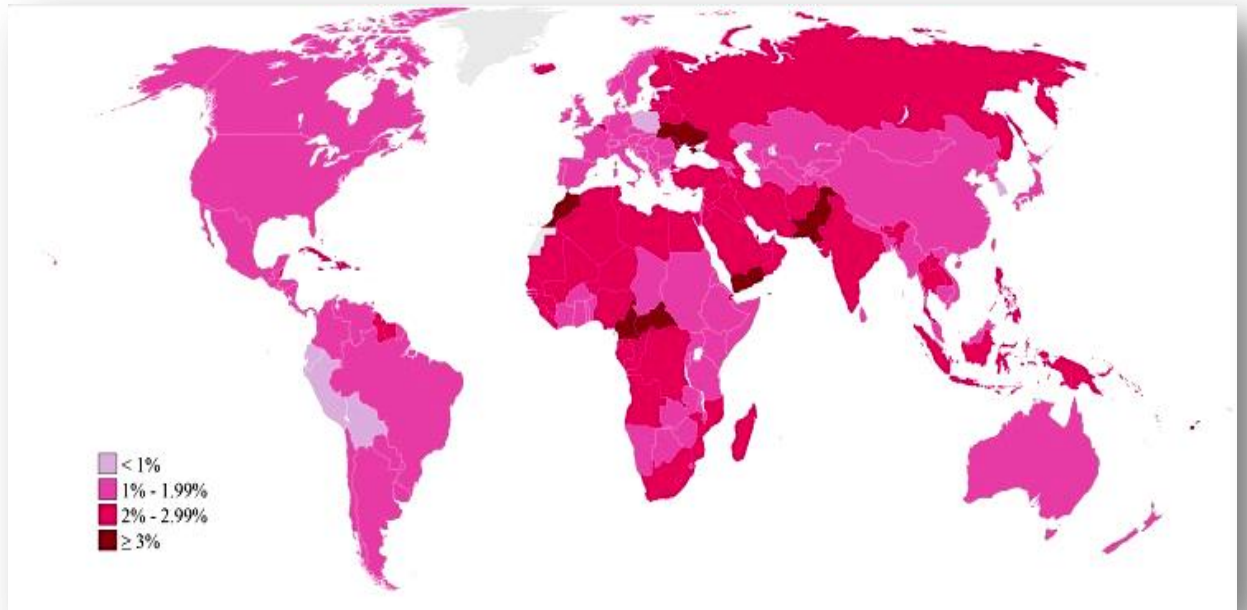 < 1%
1% - 1.99%
2% - 2.99%
≥ 3%